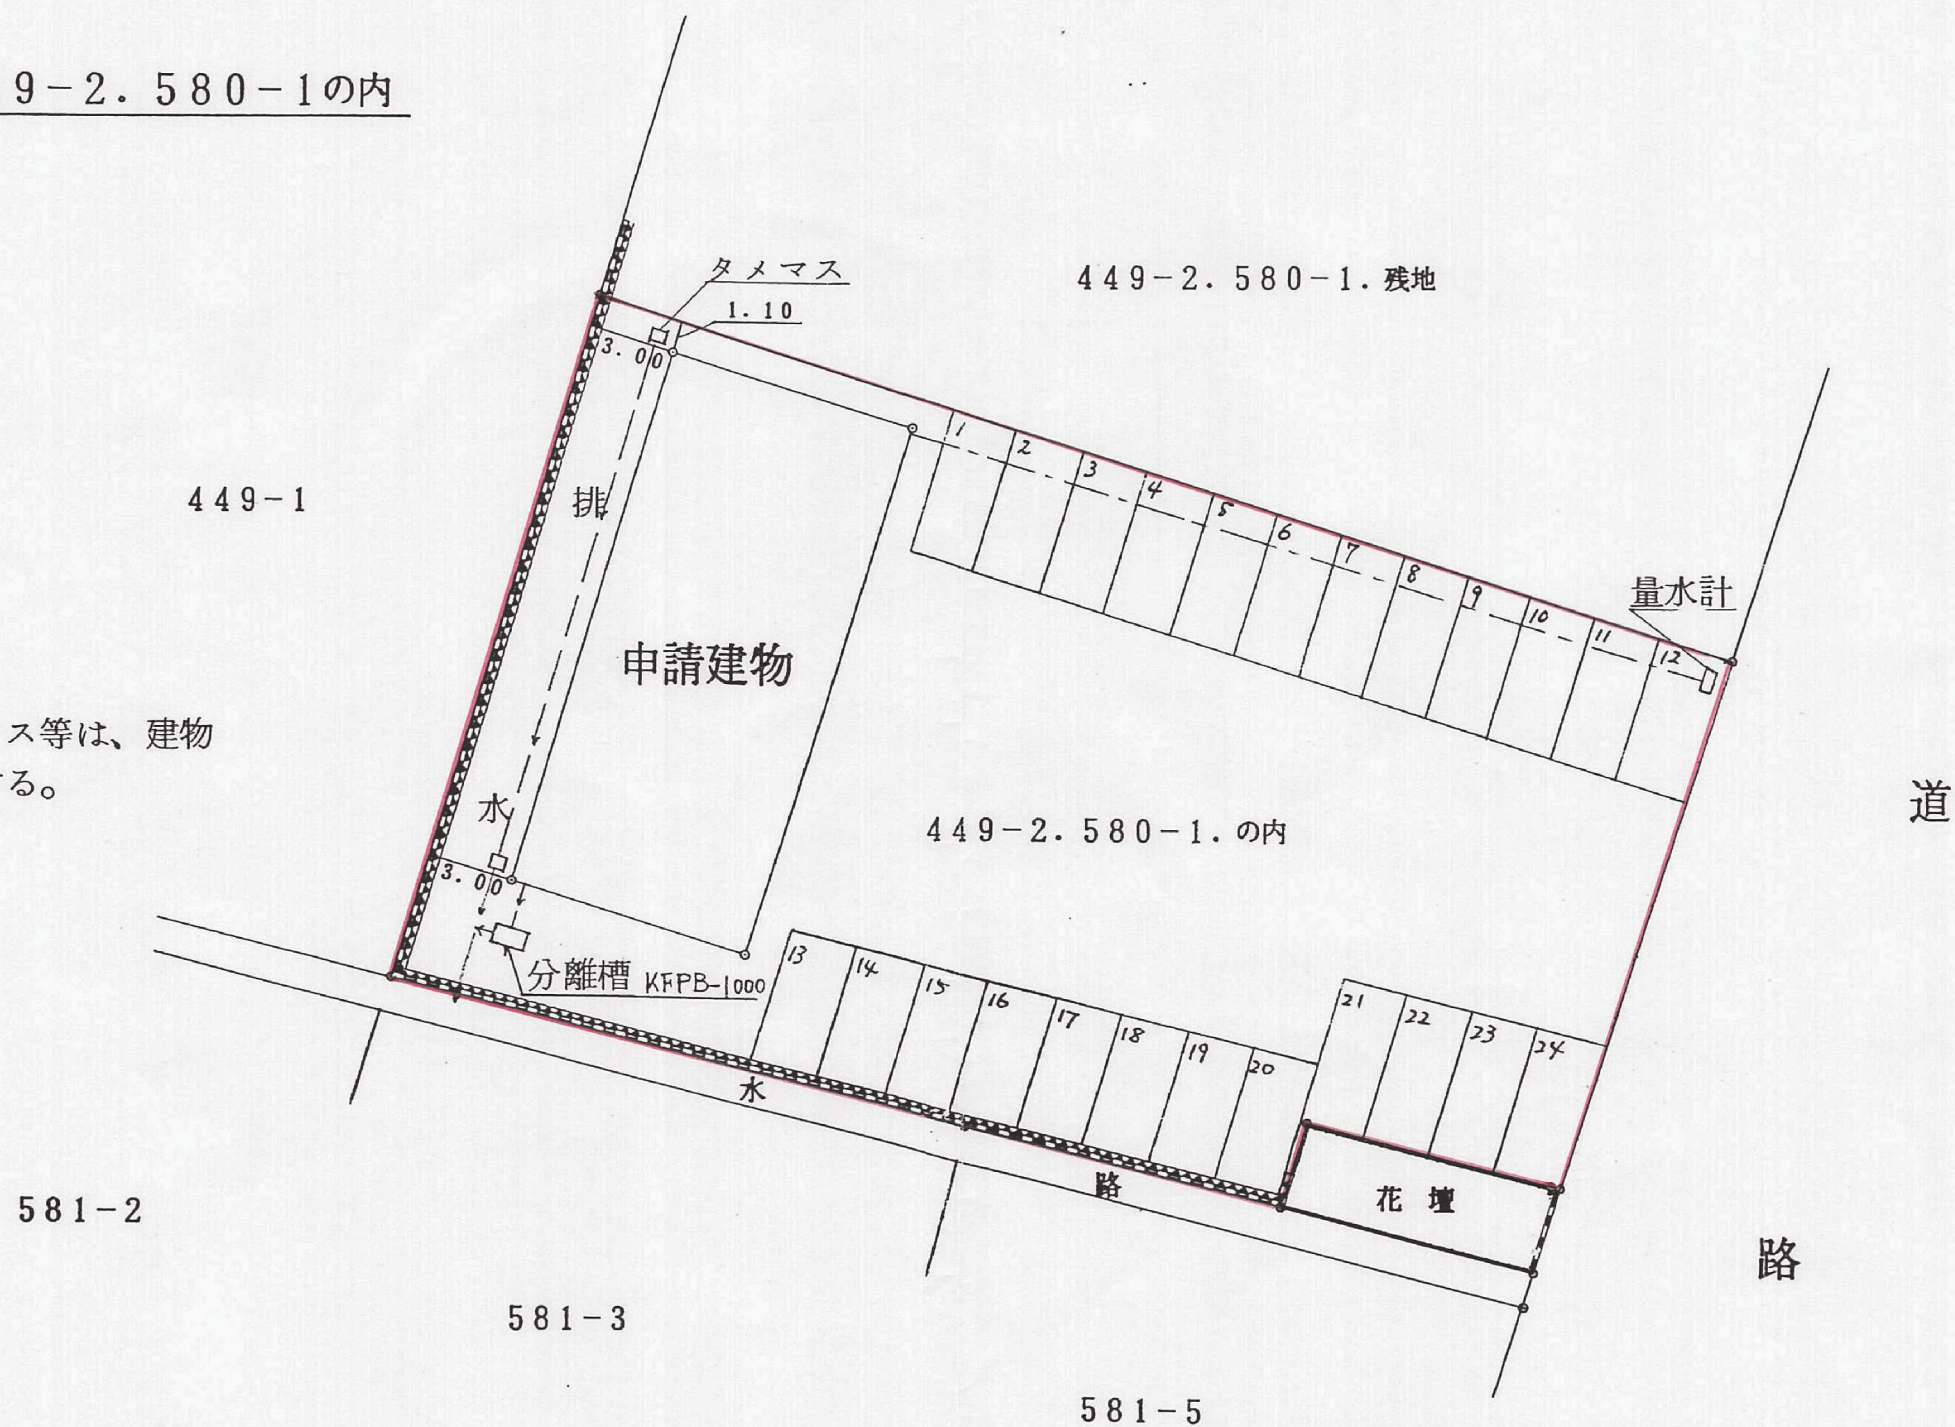 9-2.580-1の内
タメマス
1.10
449-2.580-1.残地
3.00
449-1
排
1
2
3
4
5
6
7
8
9
10
11
12
量水計
申請建物
ス等は、建物
する。
水
449-2.580-1.の内
道
3.00
分離槽 KFPB-1000
13
14
15
16
17
18
19
20
21
22
23
24
水
路
花壇
581-2
路
581-3
581-5